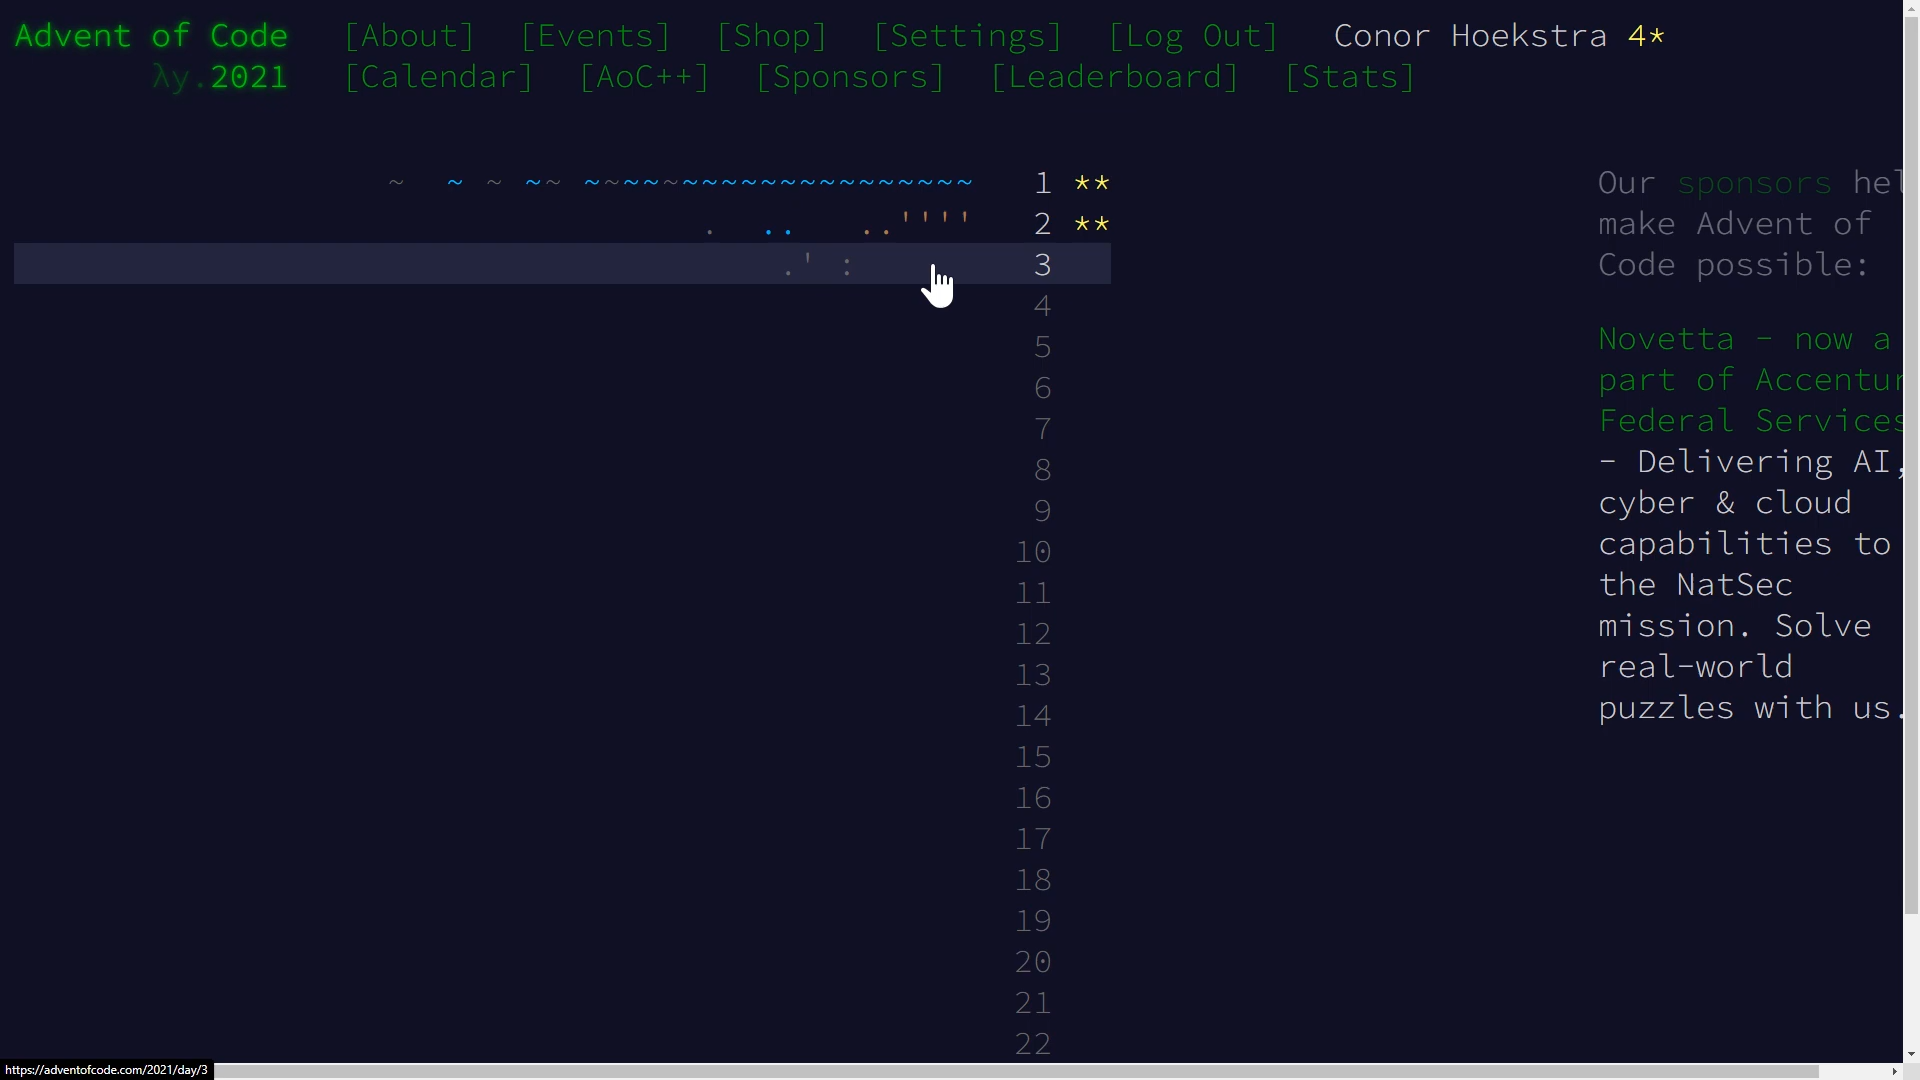 Advent of Code [About] [Events] [Shop] [Settings] [Log Out] Conor Hoekstra 4*
λy.2021 [Calendar] [AoC++] [Sponsors] [Leaderboard] [Stats]
~  ~ ~ ~~ ~~~~~~~~~~~~~~~~~~~~ 1 **
.  ..   ..'''' 2 **
.' : 3
4
5
6
7
8
9
10
11
12
13
14
15
16
17
18
19
20
21
22
Our sponsors hel
make Advent of
Code possible:
Novetta - now a
part of Accentur
Federal Services
- Delivering AI,
cyber & cloud
capabilities to
the NatSec
mission. Solve
real-world
puzzles with us.
https://adventofcode.com/2021/day/3